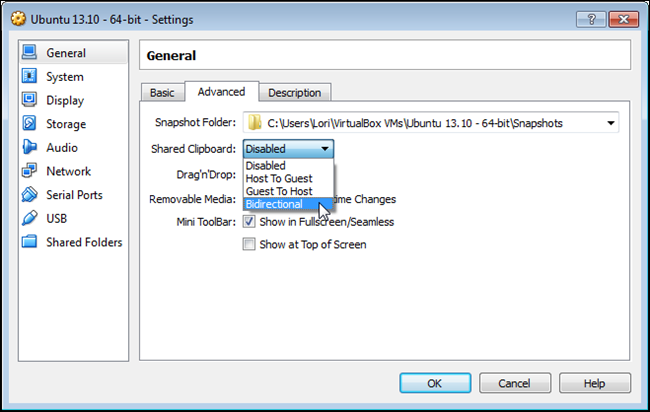 Ubuntu 13.10 - 64-bit - Settings
General
System
Display
Storage
Audio
Network
Serial Ports
USB
Shared Folders
General
Basic
Advanced
Description
Snapshot Folder: C:\Users\Lori\VirtualBox VMs\Ubuntu 13.10 - 64-bit\Snapshots
Shared Clipboard: Disabled
Disabled
Host To Guest
Guest To Host
Bidirectional
Drag'n'Drop:
Removable Media: Changes
Mini ToolBar: Show in Fullscreen/Seamless
Show at Top of Screen
OK
Cancel
Help